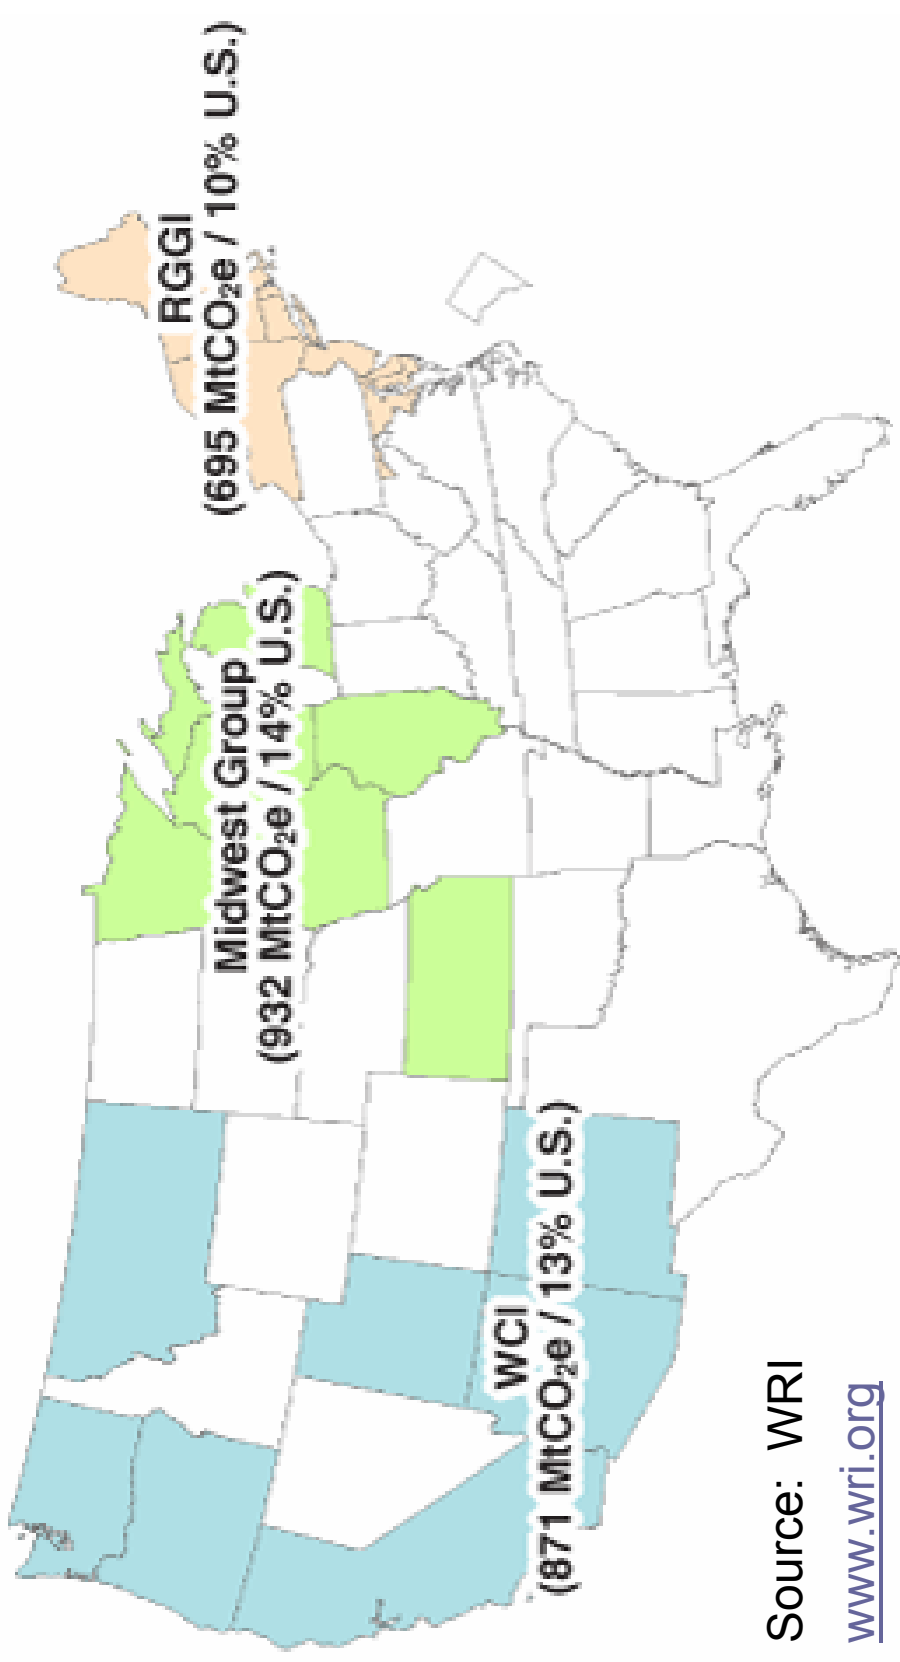 RGGI
(695 MtCO₂e / 10% U.S.)
Midwest Group
(932 MtCO₂e / 14% U.S.)
WCI
(871 MtCO₂e / 13% U.S.)
Source: WRI
www.wri.org